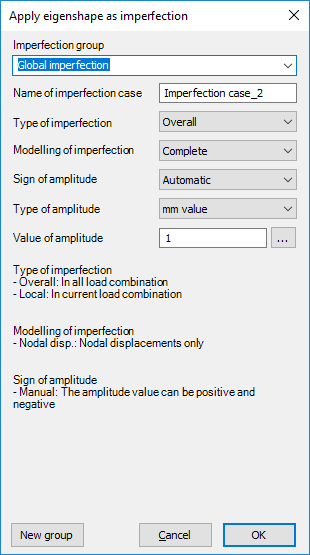 Apply eigenshape as imperfection
Imperfection group
Global imperfection
Name of imperfection case Imperfection case_2
Type of imperfection Overall
Modelling of imperfection Complete
Sign of amplitude Automatic
Type of amplitude mm value
Value of amplitude 1 ...
Type of imperfection
- Overall: In all load combination
- Local: In current load combination
Modelling of imperfection
- Nodal disp.: Nodal displacements only
Sign of amplitude
- Manual: The amplitude value can be positive and
negative
New group Cancel OK